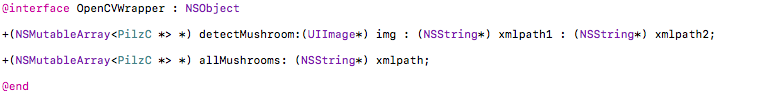 @interface OpenCVWrapper : NSObject
+(NSMutableArray<PilzC *> *) detectMushroom:(UIImage*) img : (NSString*) xmlpath1 : (NSString*) xmlpath2;
+(NSMutableArray<PilzC *> *) allMushrooms: (NSString*) xmlpath;
@end